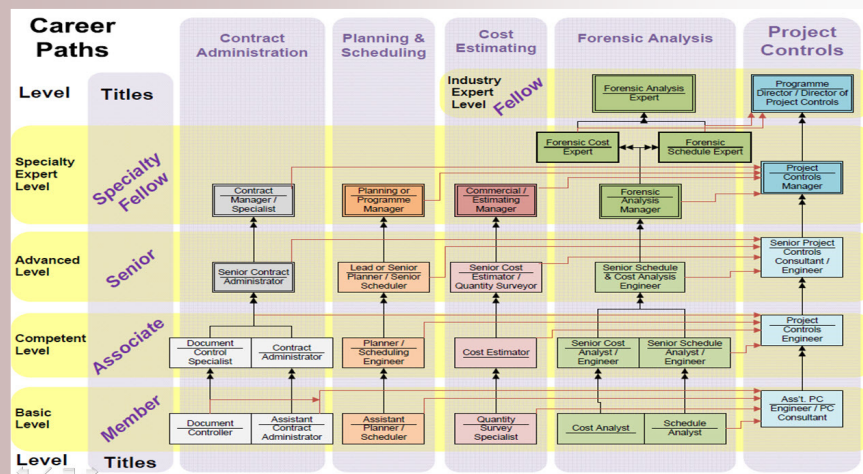 Career
Paths
Contract
Administration
Planning &
Scheduling
Cost
Estimating
Forensic Analysis
Project
Controls
Level
Titles
Industry
Expert
Level
Fellow
Forensic Analysis
Expert
Programme
Director / Director of
Project Controls
Forensic Cost
Expert
Forensic
Schedule Expert
Specialty
Expert
Level
Specialty
Fellow
Contract
Manager /
Specialist
Planning or
Programme
Manager
Commercial /
Estimating
Manager
Forensic
Analysis
Manager
Project
Controls
Manager
Advanced
Level
Senior
Senior Contract
Administrator
Lead or Senior
Planner / Senior
Scheduler
Senior Cost
Estimator /
Quantity Surveyor
Senior Schedule
& Cost Analysis
Engineer
Senior Project
Controls
Consultant /
Engineer
Competent
Level
Associate
Document
Control
Specialist
Contract
Administrator
Planner /
Scheduling
Engineer
Cost Estimator
Senior Cost
Analyst /
Engineer
Senior Schedule
Analyst /
Engineer
Project
Controls
Engineer
Basic
Level
Member
Document
Controller
Assistant
Contract
Administrator
Assistant
Planner /
Scheduler
Quantity
Survey
Specialist
Cost Analyst
Schedule
Analyst
Ass't. PC
Engineer / PC
Consultant
Level
Titles